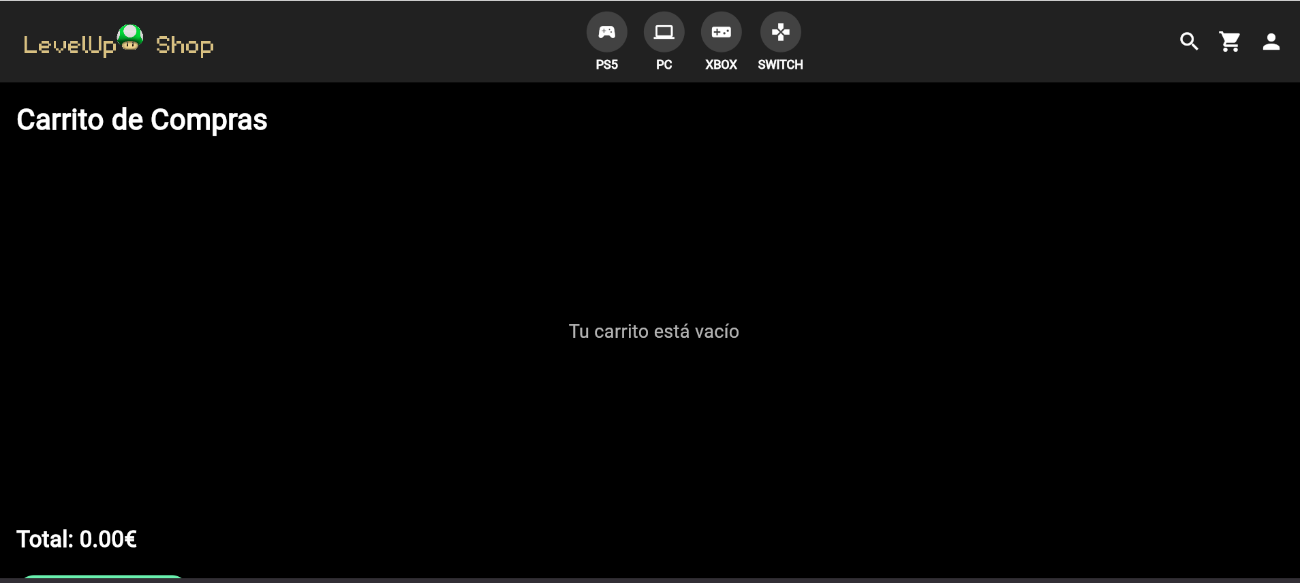 LevelUp Shop
PS5
PC
XBOX
SWITCH
Carrito de Compras
Tu carrito está vacío
Total: 0.00€